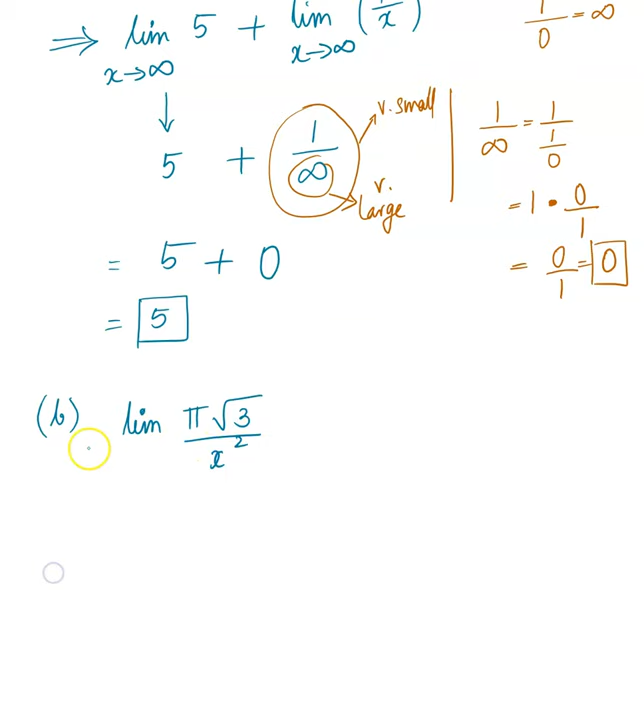 ⇒ lim 5 + lim (1/x)
x→∞ x→∞
1/0 = ∞
↓
5 + 1/∞
v. small
v. large
= 5 + 0
= 5
1/∞ = 1/(1/0)
= 1 • 0/1
= 0/1 = 0
(b) lim π√3/x²